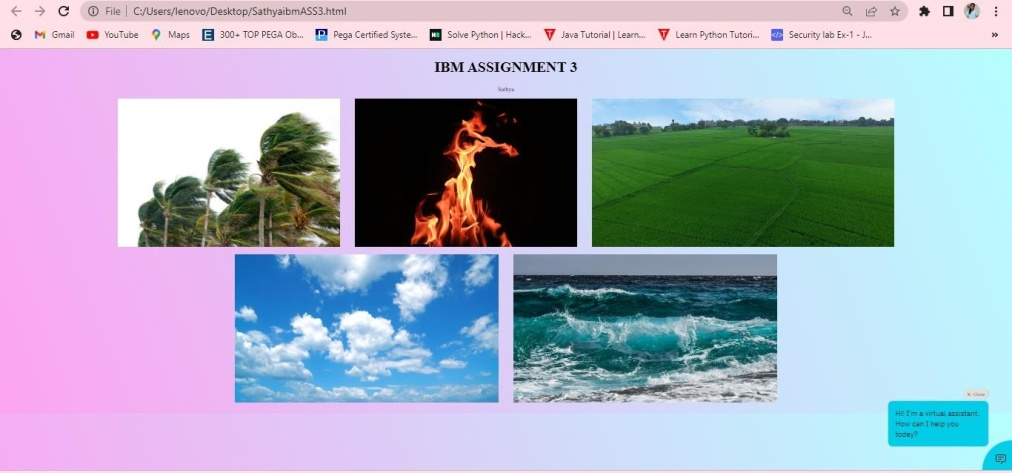 File | C:/Users/lenovo/Desktop/SathyaibmASS3.html
Gmail YouTube Maps 300+ TOP PEGA Ob... Pega Certified Syste... Solve Python | Hack... Java Tutorial | Learn... Learn Python Tutori... Security lab Ex-1 - J... »
IBM ASSIGNMENT 3
Sathya
× Close
Hi! I'm a virtual assistant.
How can I help you
today?